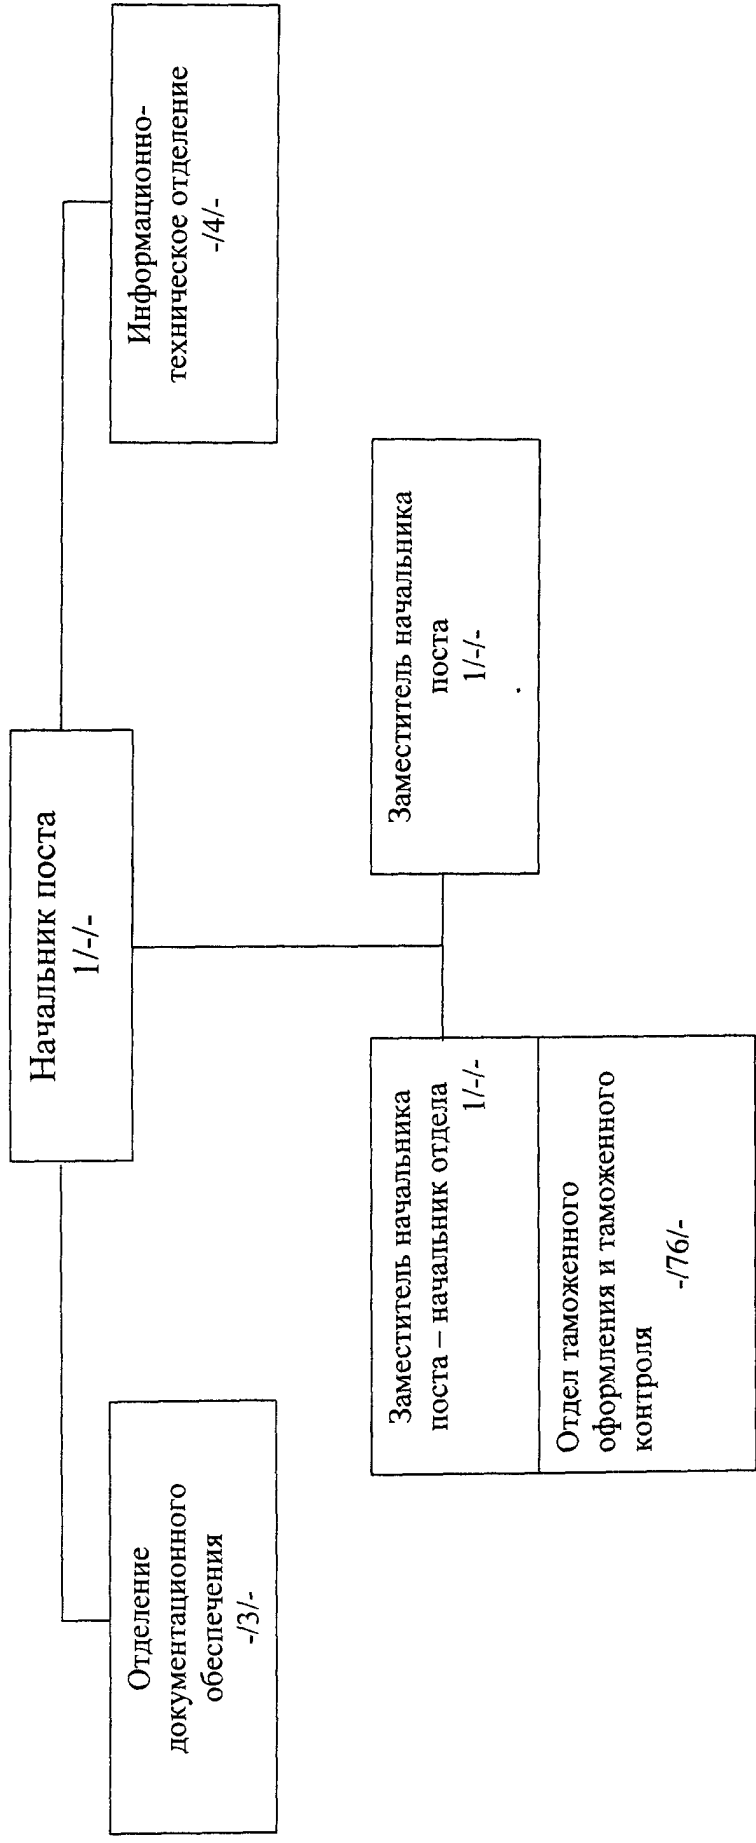 Начальник поста
1/-/-
Отделение
документационного
обеспечения
-/3/-
Информационно-
техническое отделение
-/4/-
Заместитель начальника
поста – начальник отдела
1/-/-
Отдел таможенного
оформления и таможенного
контроля
-/76/-
Заместитель начальника
поста
1/-/-